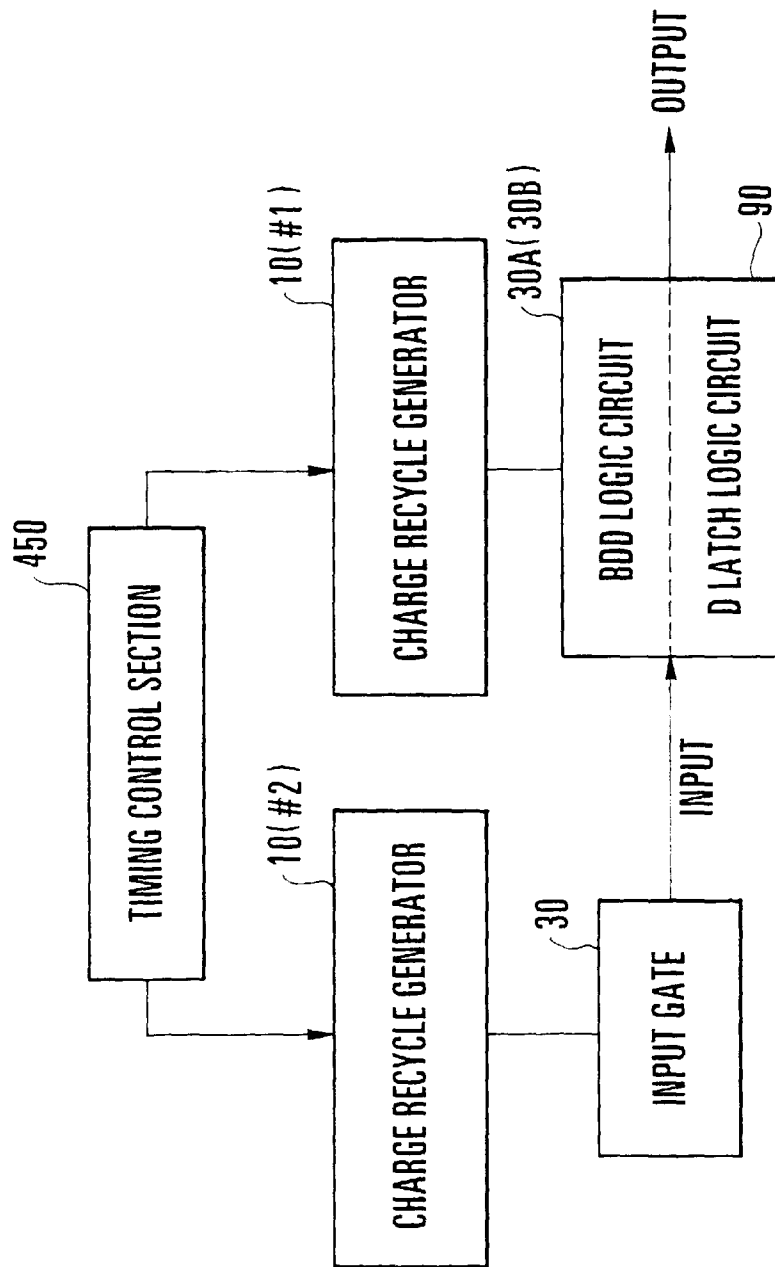 450
TIMING CONTROL SECTION
10(#2)
CHARGE RECYCLE GENERATOR
10(#1)
CHARGE RECYCLE GENERATOR
30
INPUT GATE
INPUT
30A(30B)
BDD LOGIC CIRCUIT
D LATCH LOGIC CIRCUIT
90
OUTPUT